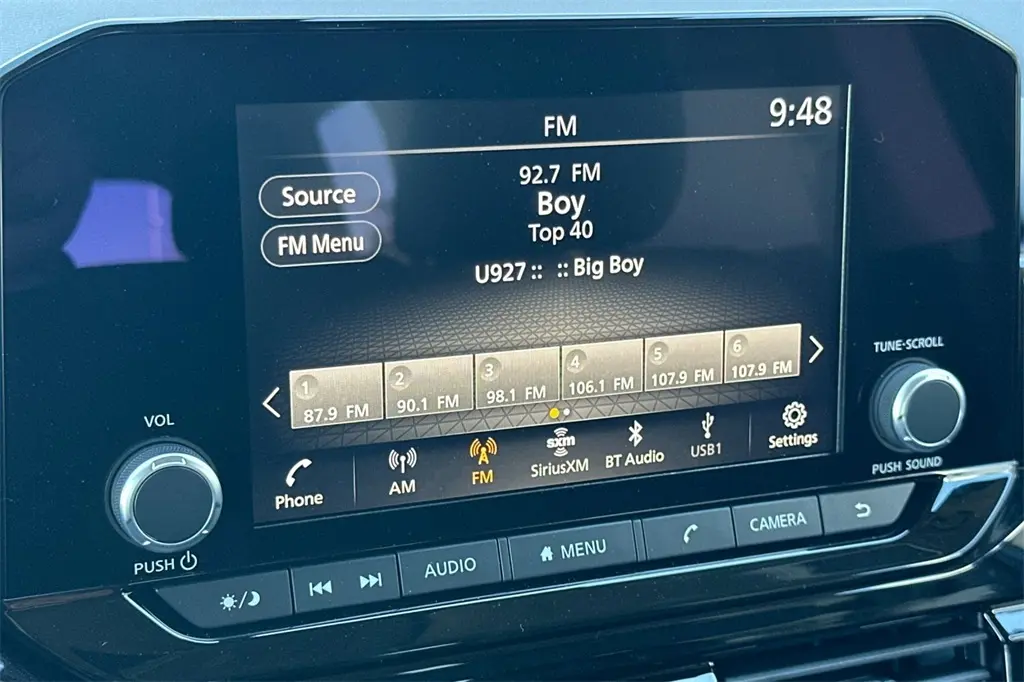 FM
9:48
92.7 FM
Boy
Top 40
Source
FM Menu
U927 :: :: Big Boy
1
87.9 FM
2
90.1 FM
3
98.1 FM
4
106.1 FM
5
107.9 FM
6
107.9 FM
Phone
AM
FM
sxm
SiriusXM
BT Audio
USB1
Settings
VOL
PUSH
TUNE·SCROLL
PUSH SOUND
AUDIO
MENU
CAMERA